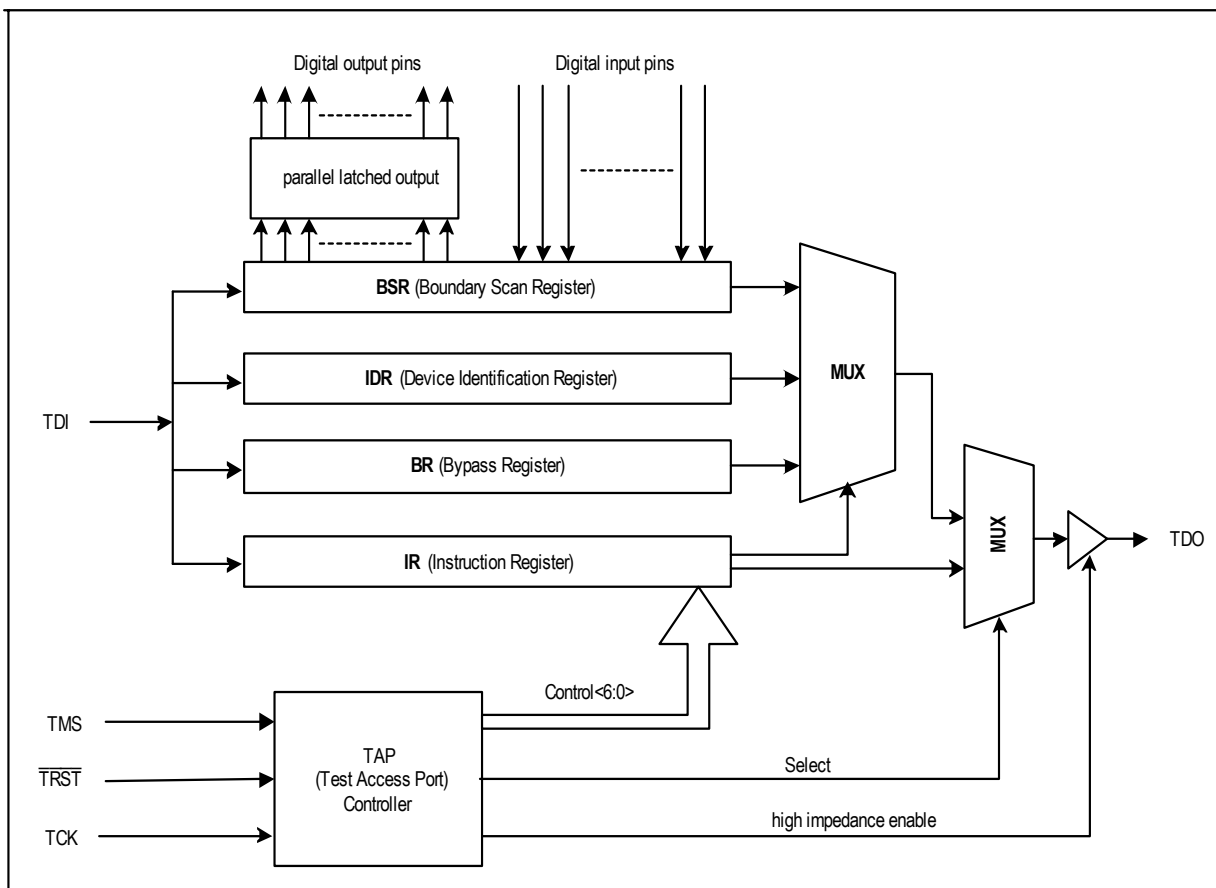 Digital output pins
Digital input pins
parallel latched output
BSR (Boundary Scan Register)
IDR (Device Identification Register)
MUX
TDI
BR (Bypass Register)
MUX
TDO
IR (Instruction Register)
Control<6:0>
TMS
TAP
(Test Access Port)
Controller
TRST
Select
TCK
high impedance enable